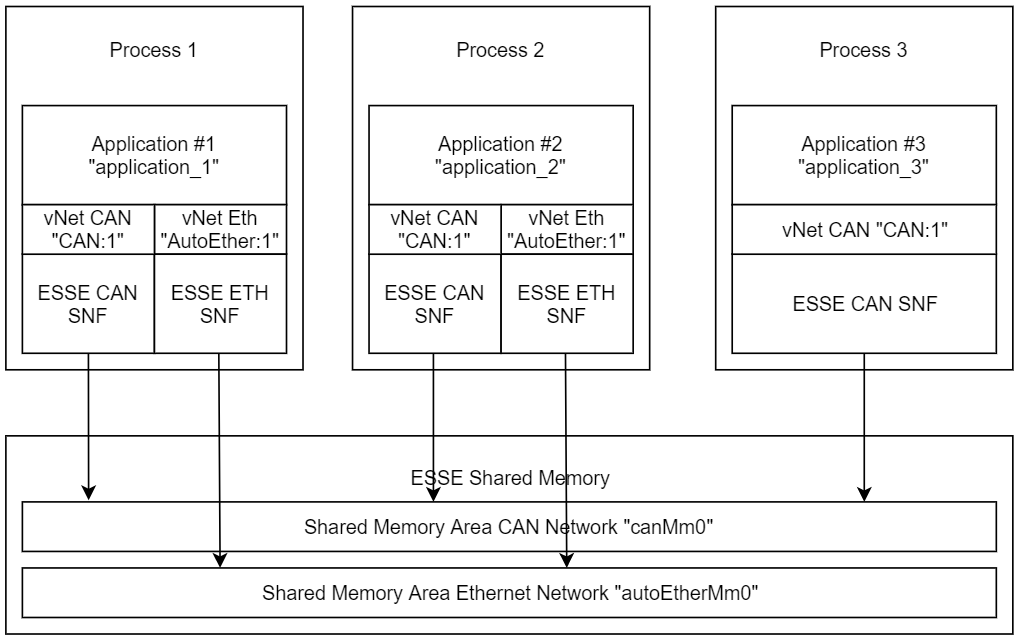 Process 1
Application #1
"application_1"
vNet CAN
"CAN:1"
vNet Eth
"AutoEther:1"
ESSE CAN
SNF
ESSE ETH
SNF
Process 2
Application #2
"application_2"
vNet CAN
"CAN:1"
vNet Eth
"AutoEther:1"
ESSE CAN
SNF
ESSE ETH
SNF
Process 3
Application #3
"application_3"
vNet CAN "CAN:1"
ESSE CAN SNF
ESSE Shared Memory
Shared Memory Area CAN Network "canMm0"
Shared Memory Area Ethernet Network "autoEtherMm0"